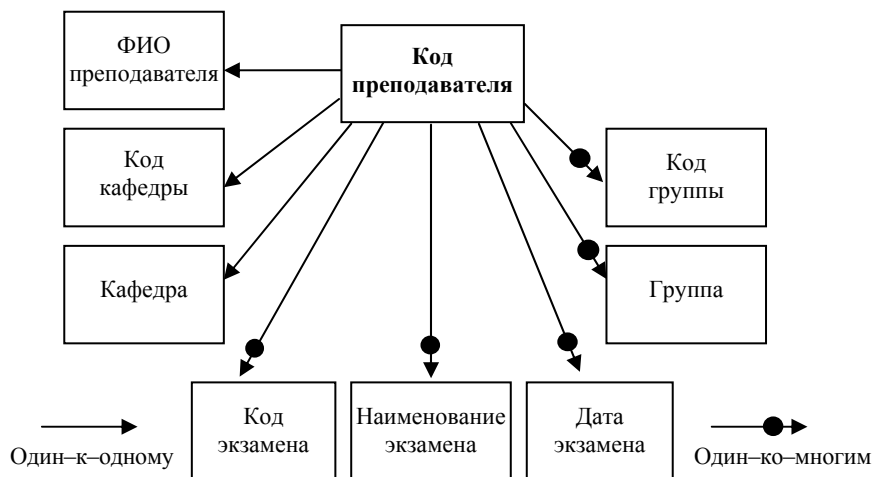 ФИО
преподавателя
Код
преподавателя
Код
кафедры
Код
группы
Кафедра
Группа
Код
экзамена
Наименование
экзамена
Дата
экзамена
Один–к–одному
Один–ко–многим